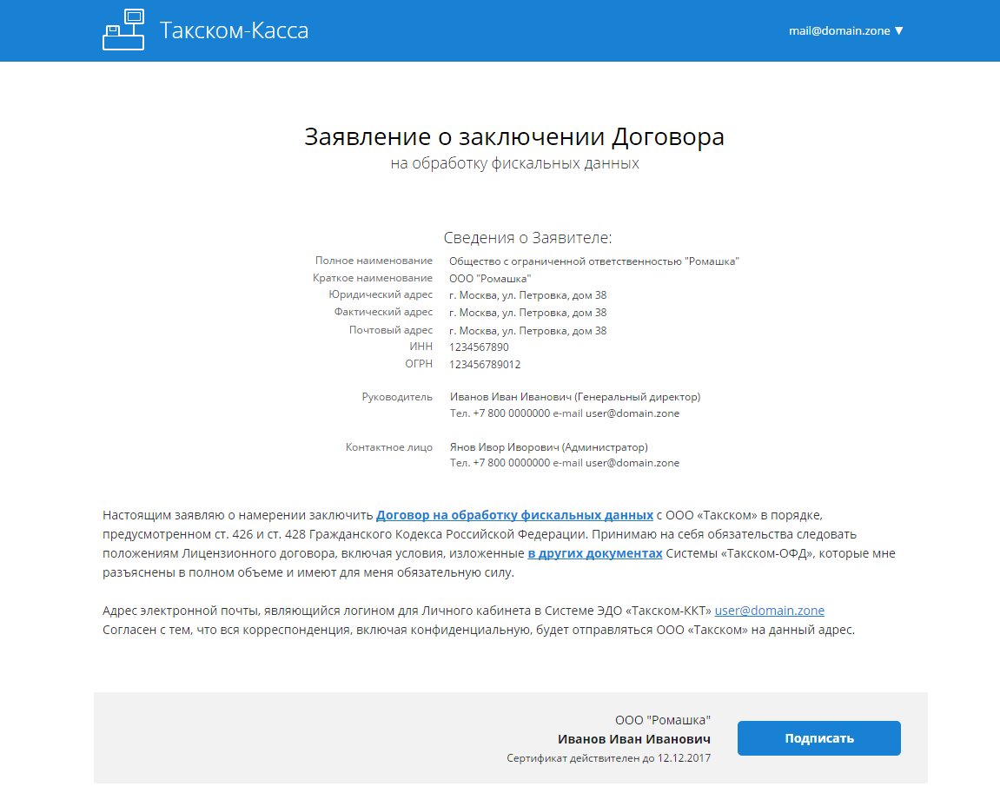 Такском-Касса
mail@domain.zone ▼
Заявление о заключении Договора
на обработку фискальных данных
Сведения о Заявителе:
Полное наименование Общество с ограниченной ответственностью "Ромашка"
Краткое наименование ООО "Ромашка"
Юридический адрес г. Москва, ул. Петровка, дом 38
Фактический адрес г. Москва, ул. Петровка, дом 38
Почтовый адрес г. Москва, ул. Петровка, дом 38
ИНН 1234567890
ОГРН 123456789012
Руководитель Иванов Иван Иванович (Генеральный директор)
Тел. +7 800 0000000 e-mail user@domain.zone
Контактное лицо Янов Ивор Иворович (Администратор)
Тел. +7 800 0000000 e-mail user@domain.zone
Настоящим заявляю о намерении заключить Договор на обработку фискальных данных с ООО «Такском» в порядке,
предусмотренном ст. 426 и ст. 428 Гражданского Кодекса Российской Федерации. Принимаю на себя обязательства следовать
положениям Лицензионного договора, включая условия, изложенные в других документах Системы «Такском-ОФД», которые мне
разъяснены в полном объеме и имеют для меня обязательную силу.
Адрес электронной почты, являющийся логином для Личного кабинета в Системе ЭДО «Такском-ККТ» user@domain.zone
Согласен с тем, что вся корреспонденция, включая конфиденциальную, будет отправляться ООО «Такском» на данный адрес.
ООО "Ромашка"
Иванов Иван Иванович
Сертификат действителен до 12.12.2017
Подписать